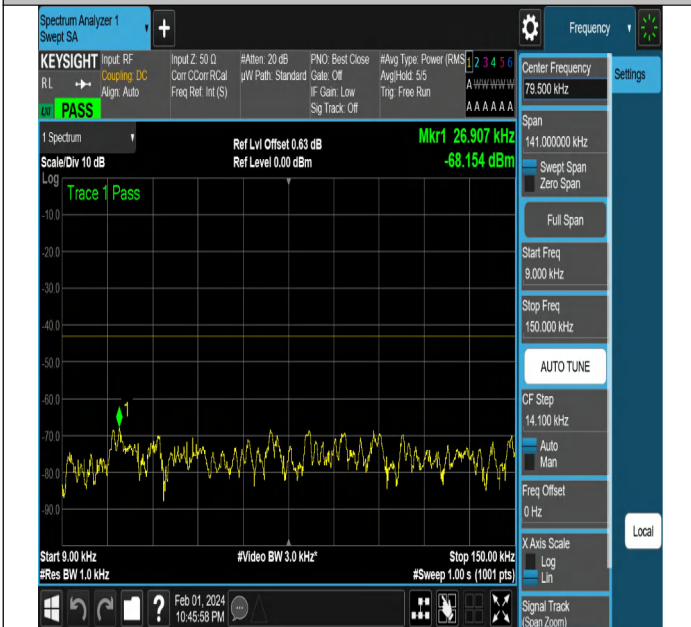 Spectrum Analyzer 1
Swept SA
Frequency
KEYSIGHT
RL
LXI PASS
Input: RF
Coupling: DC
Align: Auto
Input Z: 50 Ω
Corr CCorr RCal
Freq Ref: Int (S)
#Atten: 20 dB
µW Path: Standard
PNO: Best Close
Gate: Off
IF Gain: Low
Sig Track: Off
#Avg Type: Power (RMS
Avg|Hold: 5/5
Trig: Free Run
1 2 3 4 5 6
A W W W W W
A A A A A A
1 Spectrum
Scale/Div 10 dB
Log
Ref Lvl Offset 0.63 dB
Ref Level 0.00 dBm
Mkr1 26.907 kHz
-68.154 dBm
Trace 1 Pass
-10.0
-20.0
-30.0
-40.0
-50.0
-60.0
-70.0
-80.0
-90.0
1
Start 9.00 kHz
#Res BW 1.0 kHz
#Video BW 3.0 kHz*
Stop 150.00 kHz
#Sweep 1.00 s (1001 pts)
Feb 01, 2024
10:45:58 PM
Center Frequency
79.500 kHz
Settings
Span
141.000000 kHz
Swept Span
Zero Span
Full Span
Start Freq
9.000 kHz
Stop Freq
150.000 kHz
AUTO TUNE
CF Step
14.100 kHz
Auto
Man
Freq Offset
0 Hz
X Axis Scale
Log
Lin
Local
Signal Track
(Span Zoom)